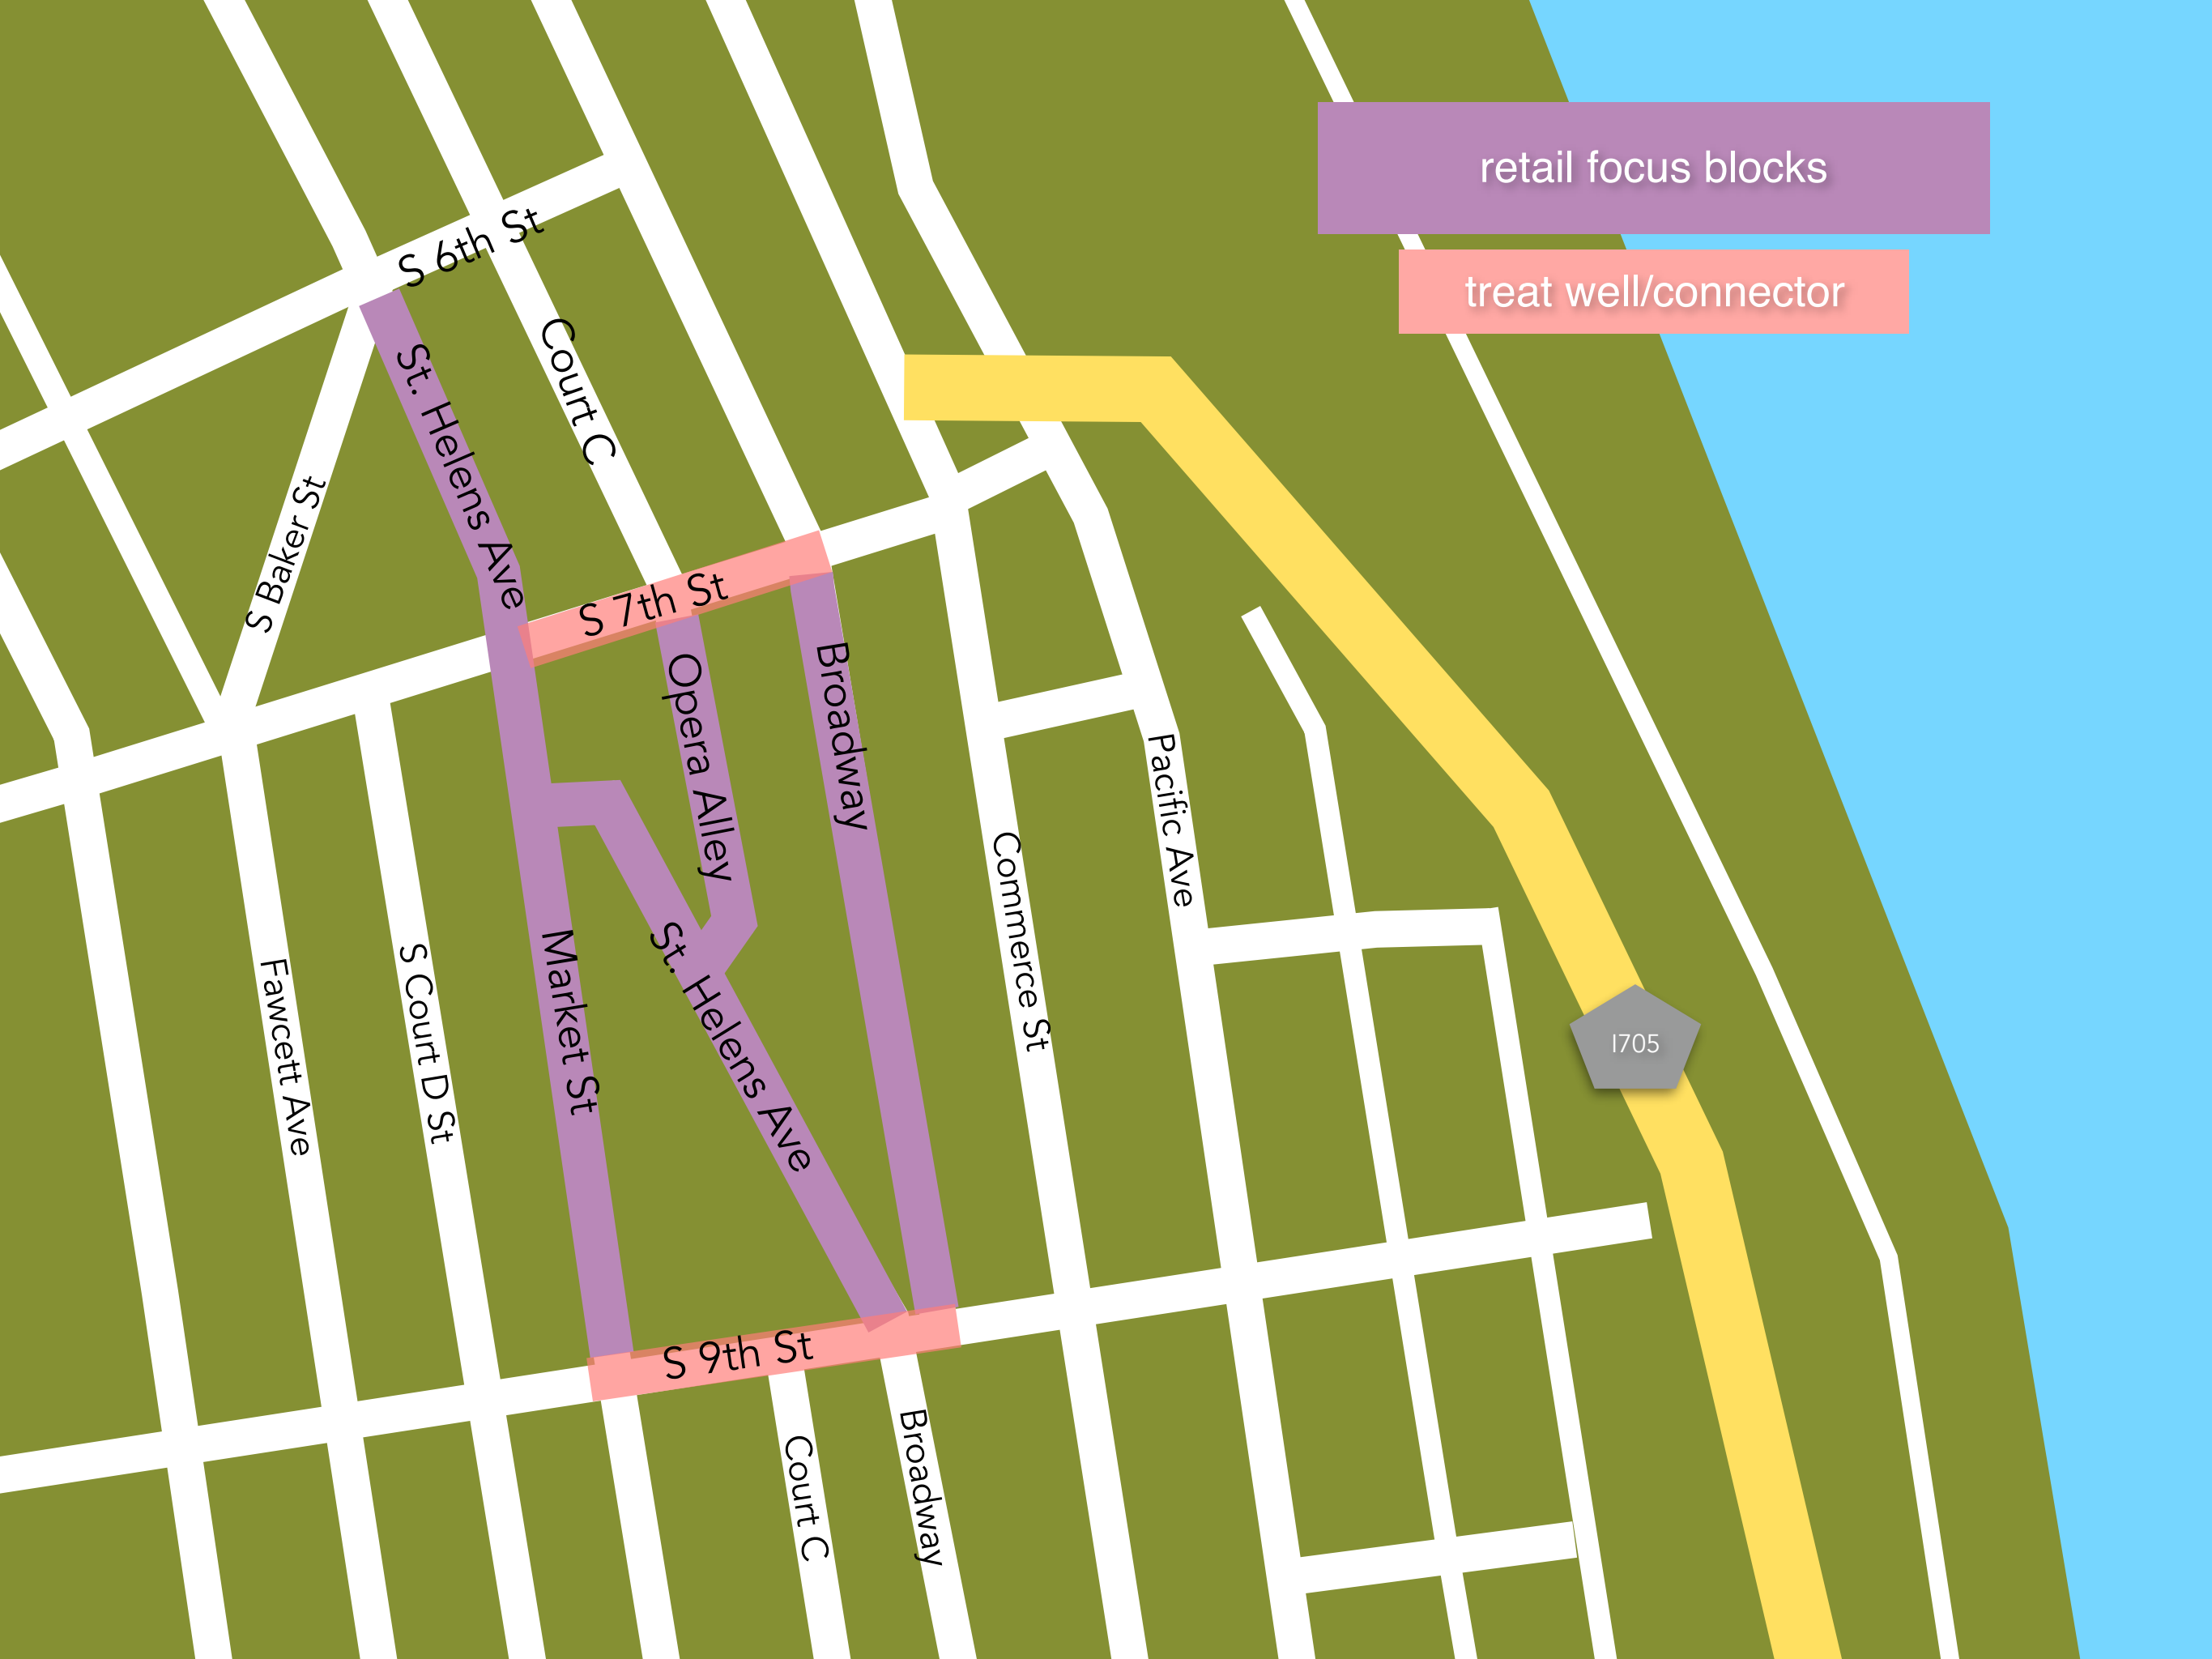 retail focus blocks
treat well/connector
S 6th St
Court C
St. Helens Ave
S Baker St
S 7th St
Opera Alley
Broadway
Pacific Ave
Commerce St
St. Helens Ave
Market St
S Court D St
Fawcett Ave
I705
S 9th St
Court C
Broadway